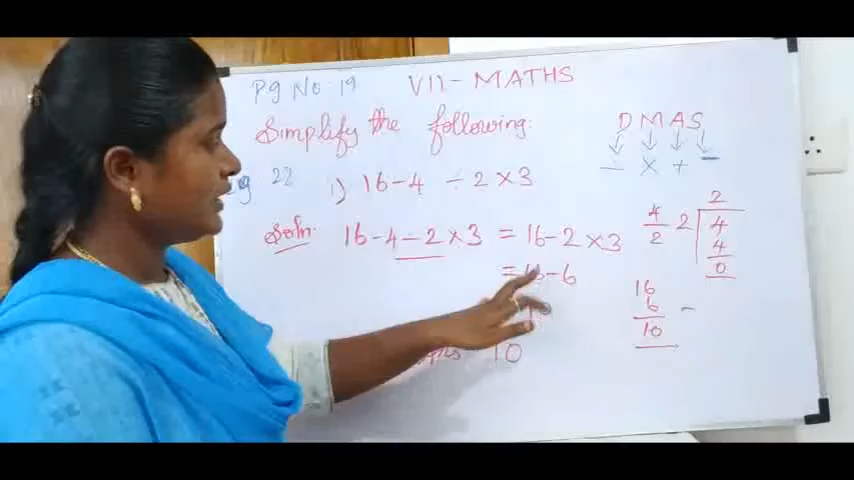 Pg No. 19 VII - MATHS
Simplify the following:
D M A S
÷ × + -
22 i) 16 - 4 ÷ 2 × 3
Soln. 16 - 4 - 2 × 3 = 16 - 2 × 3
= 16 - 6
10
4
2
2
2
4
4
0
16
6 -
10